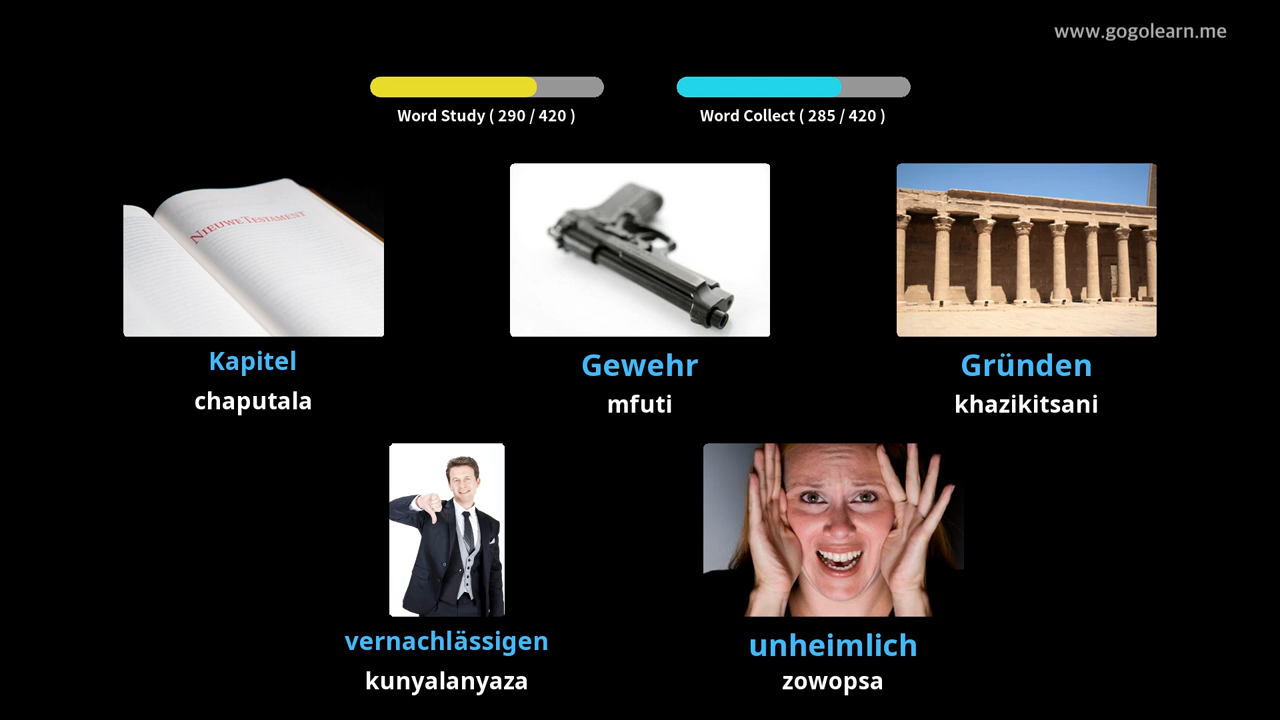 www.gogolearn.me
Word Study ( 290 / 420 )
Word Collect ( 285 / 420 )
NIEUWE TESTAMENT
Kapitel
chaputala
Gewehr
mfuti
Gründen
khazikitsani
vernachlässigen
kunyalanyaza
unheimlich
zowopsa